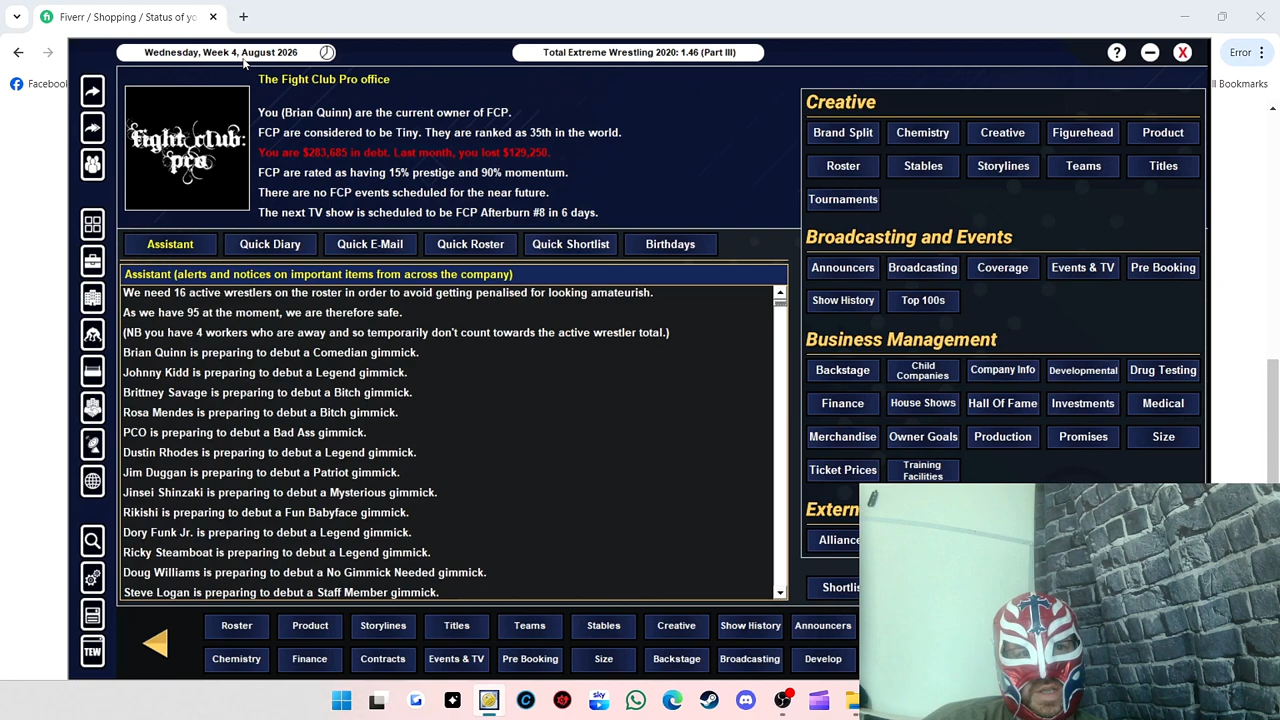 Fiverr / Shopping / Status of yo
Error
Facebook
ll Bookmarks
Wednesday, Week 4, August 2026
Total Extreme Wrestling 2020: 1.46 (Part III)
?
X
fight club:
pro
The Fight Club Pro office
You (Brian Quinn) are the current owner of FCP.
FCP are considered to be Tiny. They are ranked as 35th in the world.
You are $283,685 in debt. Last month, you lost $129,250.
FCP are rated as having 15% prestige and 90% momentum.
There are no FCP events scheduled for the near future.
The next TV show is scheduled to be FCP Afterburn #8 in 6 days.
Assistant Quick Diary Quick E-Mail Quick Roster Quick Shortlist Birthdays
Assistant (alerts and notices on important items from across the company)
We need 16 active wrestlers on the roster in order to avoid getting penalised for looking amateurish.
As we have 95 at the moment, we are therefore safe.
(NB you have 4 workers who are away and so temporarily don't count towards the active wrestler total.)
Brian Quinn is preparing to debut a Comedian gimmick.
Johnny Kidd is preparing to debut a Legend gimmick.
Brittney Savage is preparing to debut a Bitch gimmick.
Rosa Mendes is preparing to debut a Bitch gimmick.
PCO is preparing to debut a Bad Ass gimmick.
Dustin Rhodes is preparing to debut a Legend gimmick.
Jim Duggan is preparing to debut a Patriot gimmick.
Jinsei Shinzaki is preparing to debut a Mysterious gimmick.
Rikishi is preparing to debut a Fun Babyface gimmick.
Dory Funk Jr. is preparing to debut a Legend gimmick.
Ricky Steamboat is preparing to debut a Legend gimmick.
Doug Williams is preparing to debut a No Gimmick Needed gimmick.
Steve Logan is preparing to debut a Staff Member gimmick.
Creative
Brand Split Chemistry Creative Figurehead Product
Roster Stables Storylines Teams Titles
Tournaments
Broadcasting and Events
Announcers Broadcasting Coverage Events & TV Pre Booking
Show History Top 100s
Business Management
Backstage Child Companies Company Info Developmental Drug Testing
Finance House Shows Hall Of Fame Investments Medical
Merchandise Owner Goals Production Promises Size
Ticket Prices Training Facilities
Extern
Alliance
Shortli
Roster Product Storylines Titles Teams Stables Creative Show History Announcers
Chemistry Finance Contracts Events & TV Pre Booking Size Backstage Broadcasting Develop
TEW
sky